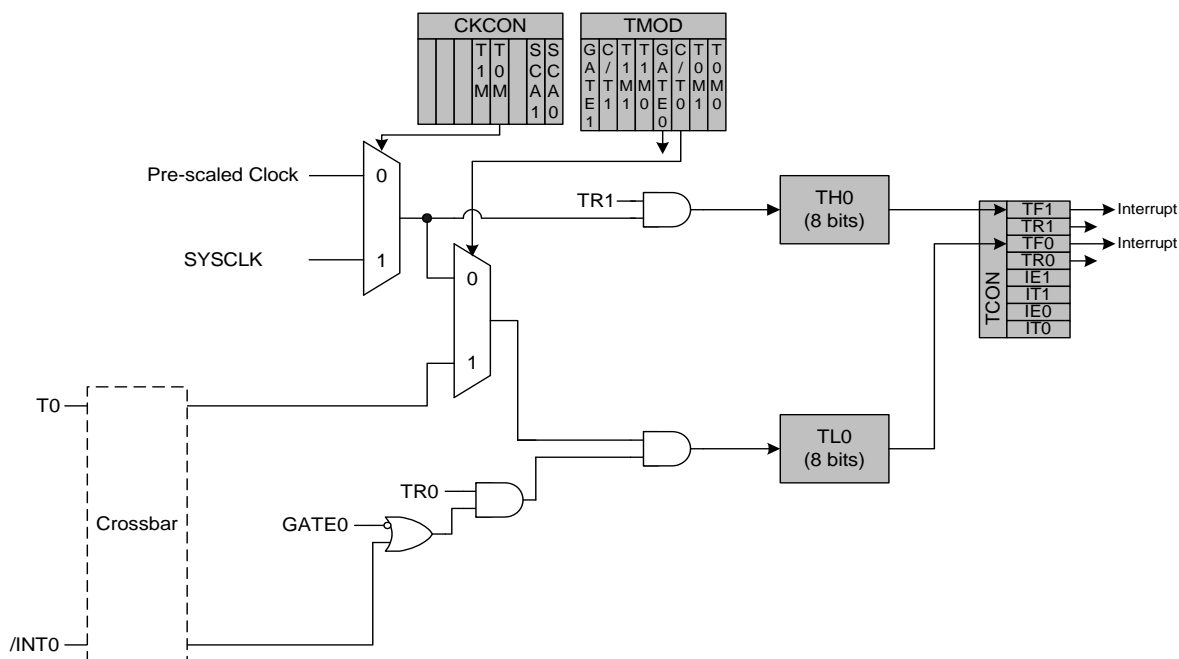 CKCON
T1M
T0M
SCA1
SCA0
TMOD
GATE1
C/T1
T1M1
T1M0
GATE0
C/T0
T0M1
T0M0
Pre-scaled Clock
0
SYSCLK
1
TR1
TH0
(8 bits)
TCON
TF1
TR1
TF0
TR0
IE1
IT1
IE0
IT0
Interrupt
Interrupt
0
1
T0
Crossbar
/INT0
TR0
GATE0
TL0
(8 bits)